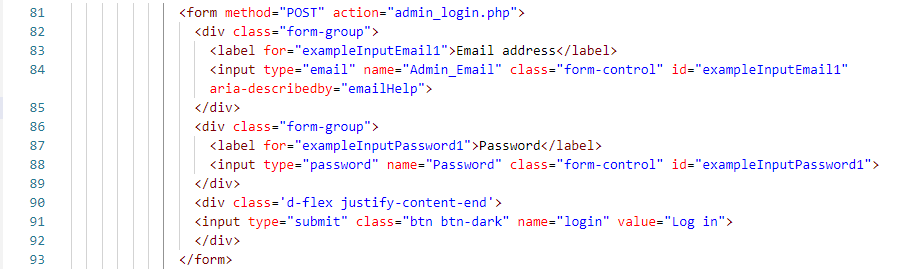 81 <form method="POST" action="admin_login.php">
82 <div class="form-group">
83 <label for="exampleInputEmail1">Email address</label>
84 <input type="email" name="Admin_Email" class="form-control" id="exampleInputEmail1"
aria-describedby="emailHelp">
85 </div>
86 <div class="form-group">
87 <label for="exampleInputPassword1">Password</label>
88 <input type="password" name="Password" class="form-control" id="exampleInputPassword1">
89 </div>
90 <div class='d-flex justify-content-end'>
91 <input type="submit" class="btn btn-dark" name="login" value="Log in">
92 </div>
93 </form>